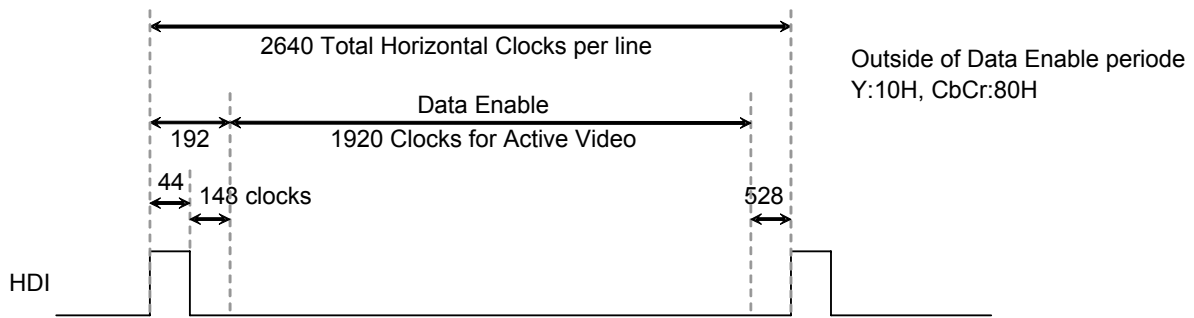 2640 Total Horizontal Clocks per line
Outside of Data Enable periode
Y:10H, CbCr:80H
Data Enable
192
1920 Clocks for Active Video
44
148 clocks
528
HDI